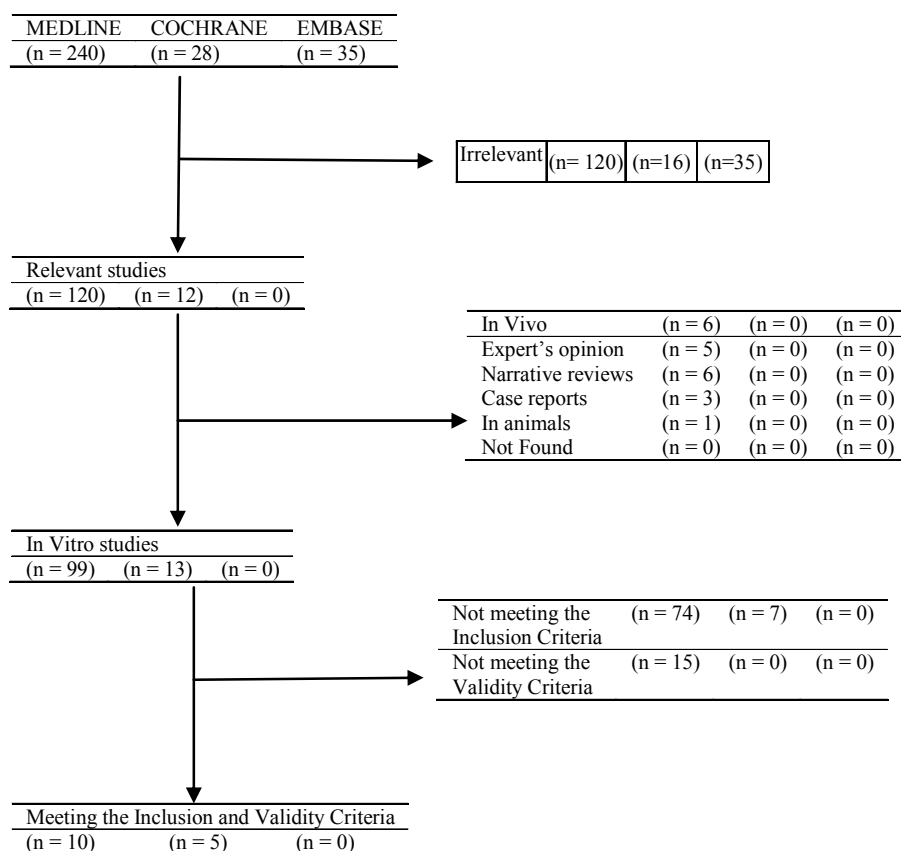 MEDLINE COCHRANE EMBASE
(n = 240) (n = 28) (n = 35)
Irrelevant (n= 120) (n=16) (n=35)
Relevant studies
(n = 120) (n = 12) (n = 0)
In Vivo (n = 6) (n = 0) (n = 0)
Expert's opinion (n = 5) (n = 0) (n = 0)
Narrative reviews (n = 6) (n = 0) (n = 0)
Case reports (n = 3) (n = 0) (n = 0)
In animals (n = 1) (n = 0) (n = 0)
Not Found (n = 0) (n = 0) (n = 0)
In Vitro studies
(n = 99) (n = 13) (n = 0)
Not meeting the (n = 74) (n = 7) (n = 0)
Inclusion Criteria
Not meeting the (n = 15) (n = 0) (n = 0)
Validity Criteria
Meeting the Inclusion and Validity Criteria
(n = 10) (n = 5) (n = 0)